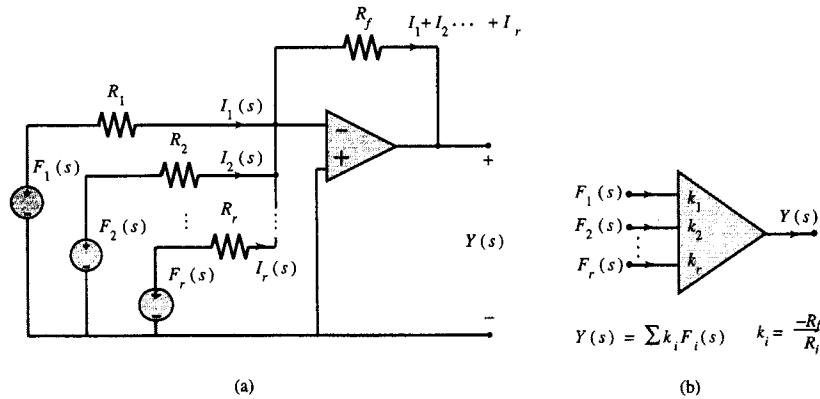 R_f
I_1 + I_2 ··· + I_r
R_1
I_1(s)
R_2
I_2(s)
F_1(s)
−
+
F_2(s)
⋮
R_r
I_r(s)
F_r(s)
+
Y(s)
−
(a)
F_1(s)
k_1
F_2(s)
k_2
⋮
F_r(s)
k_r
Y(s)
Y(s) = ∑ k_i F_i(s)
k_i = −R_f / R_i
(b)